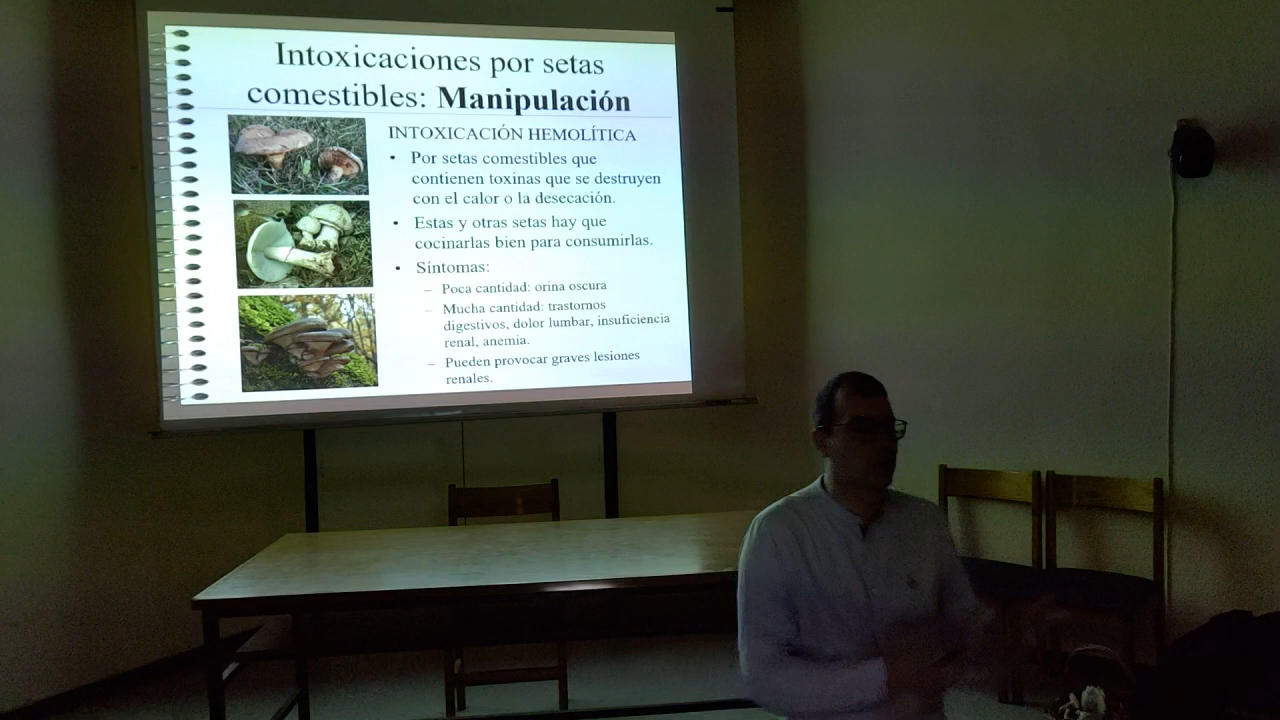 Intoxicaciones por setas
comestibles: Manipulación
INTOXICACIÓN HEMOLÍTICA
• Por setas comestibles que
contienen toxinas que se destruyen
con el calor o la desecación.
• Estas y otras setas hay que
cocinarlas bien para consumirlas.
• Síntomas:
– Poca cantidad: orina oscura
– Mucha cantidad: trastornos
digestivos, dolor lumbar, insuficiencia
renal, anemia.
– Pueden provocar graves lesiones
renales.